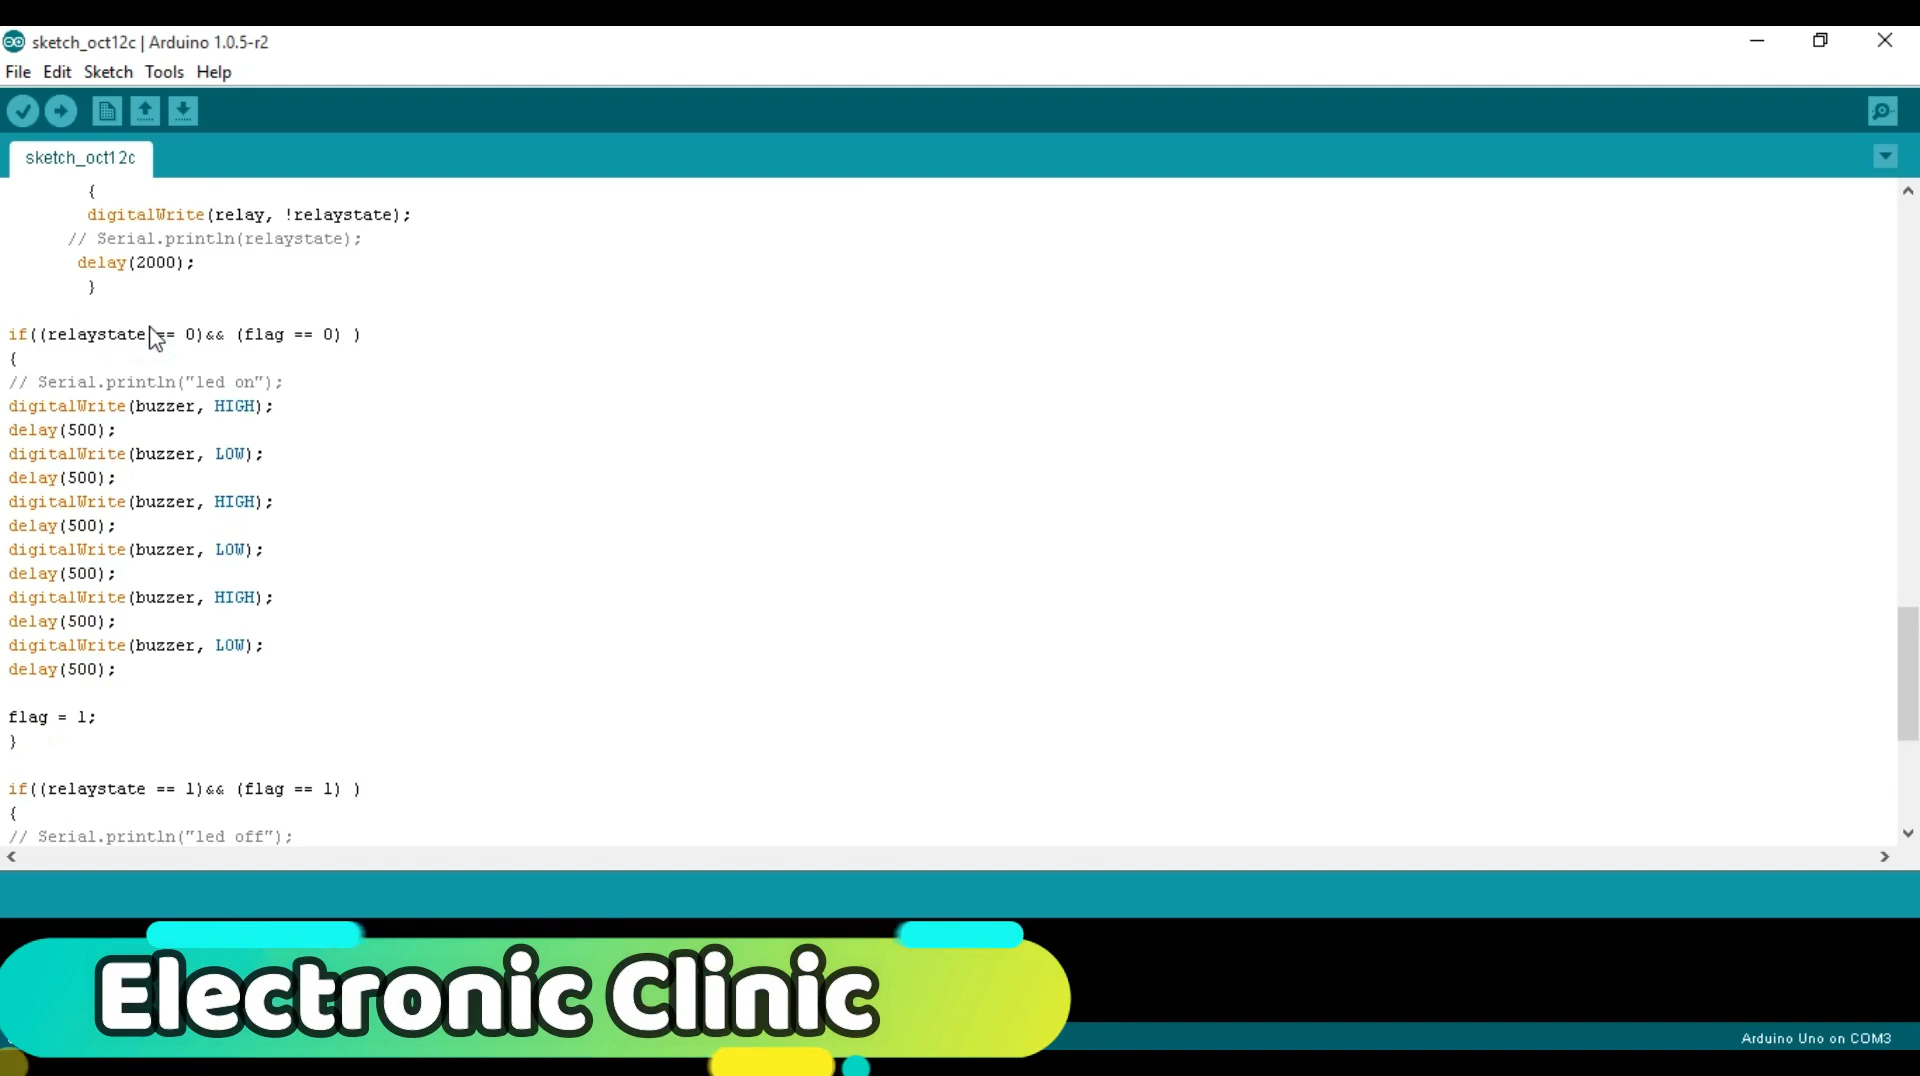 sketch_oct12c | Arduino 1.0.5-r2
File Edit Sketch Tools Help
sketch_oct12c
{
digitalWrite(relay, !relaystate);
// Serial.println(relaystate);
delay(2000);
}
if((relaystate == 0)&& (flag == 0) )
{
// Serial.println("led on");
digitalWrite(buzzer, HIGH);
delay(500);
digitalWrite(buzzer, LOW);
delay(500);
digitalWrite(buzzer, HIGH);
delay(500);
digitalWrite(buzzer, LOW);
delay(500);
digitalWrite(buzzer, HIGH);
delay(500);
digitalWrite(buzzer, LOW);
delay(500);
flag = 1;
}
if((relaystate == 1)&& (flag == 1) )
{
// Serial.println("led off");
Electronic Clinic
Arduino Uno on COM3